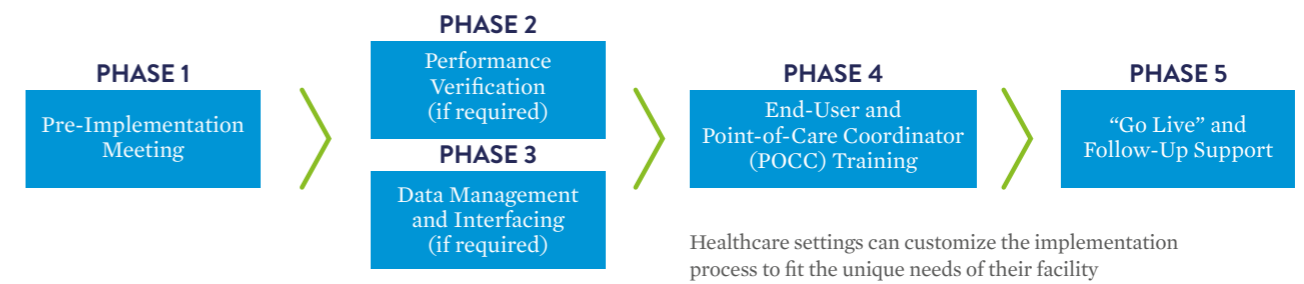 PHASE 1
Pre-Implementation
Meeting
PHASE 2
Performance
Verification
(if required)
PHASE 3
Data Management
and Interfacing
(if required)
PHASE 4
End-User and
Point-of-Care Coordinator
(POCC) Training
PHASE 5
“Go Live” and
Follow-Up Support
Healthcare settings can customize the implementation
process to fit the unique needs of their facility